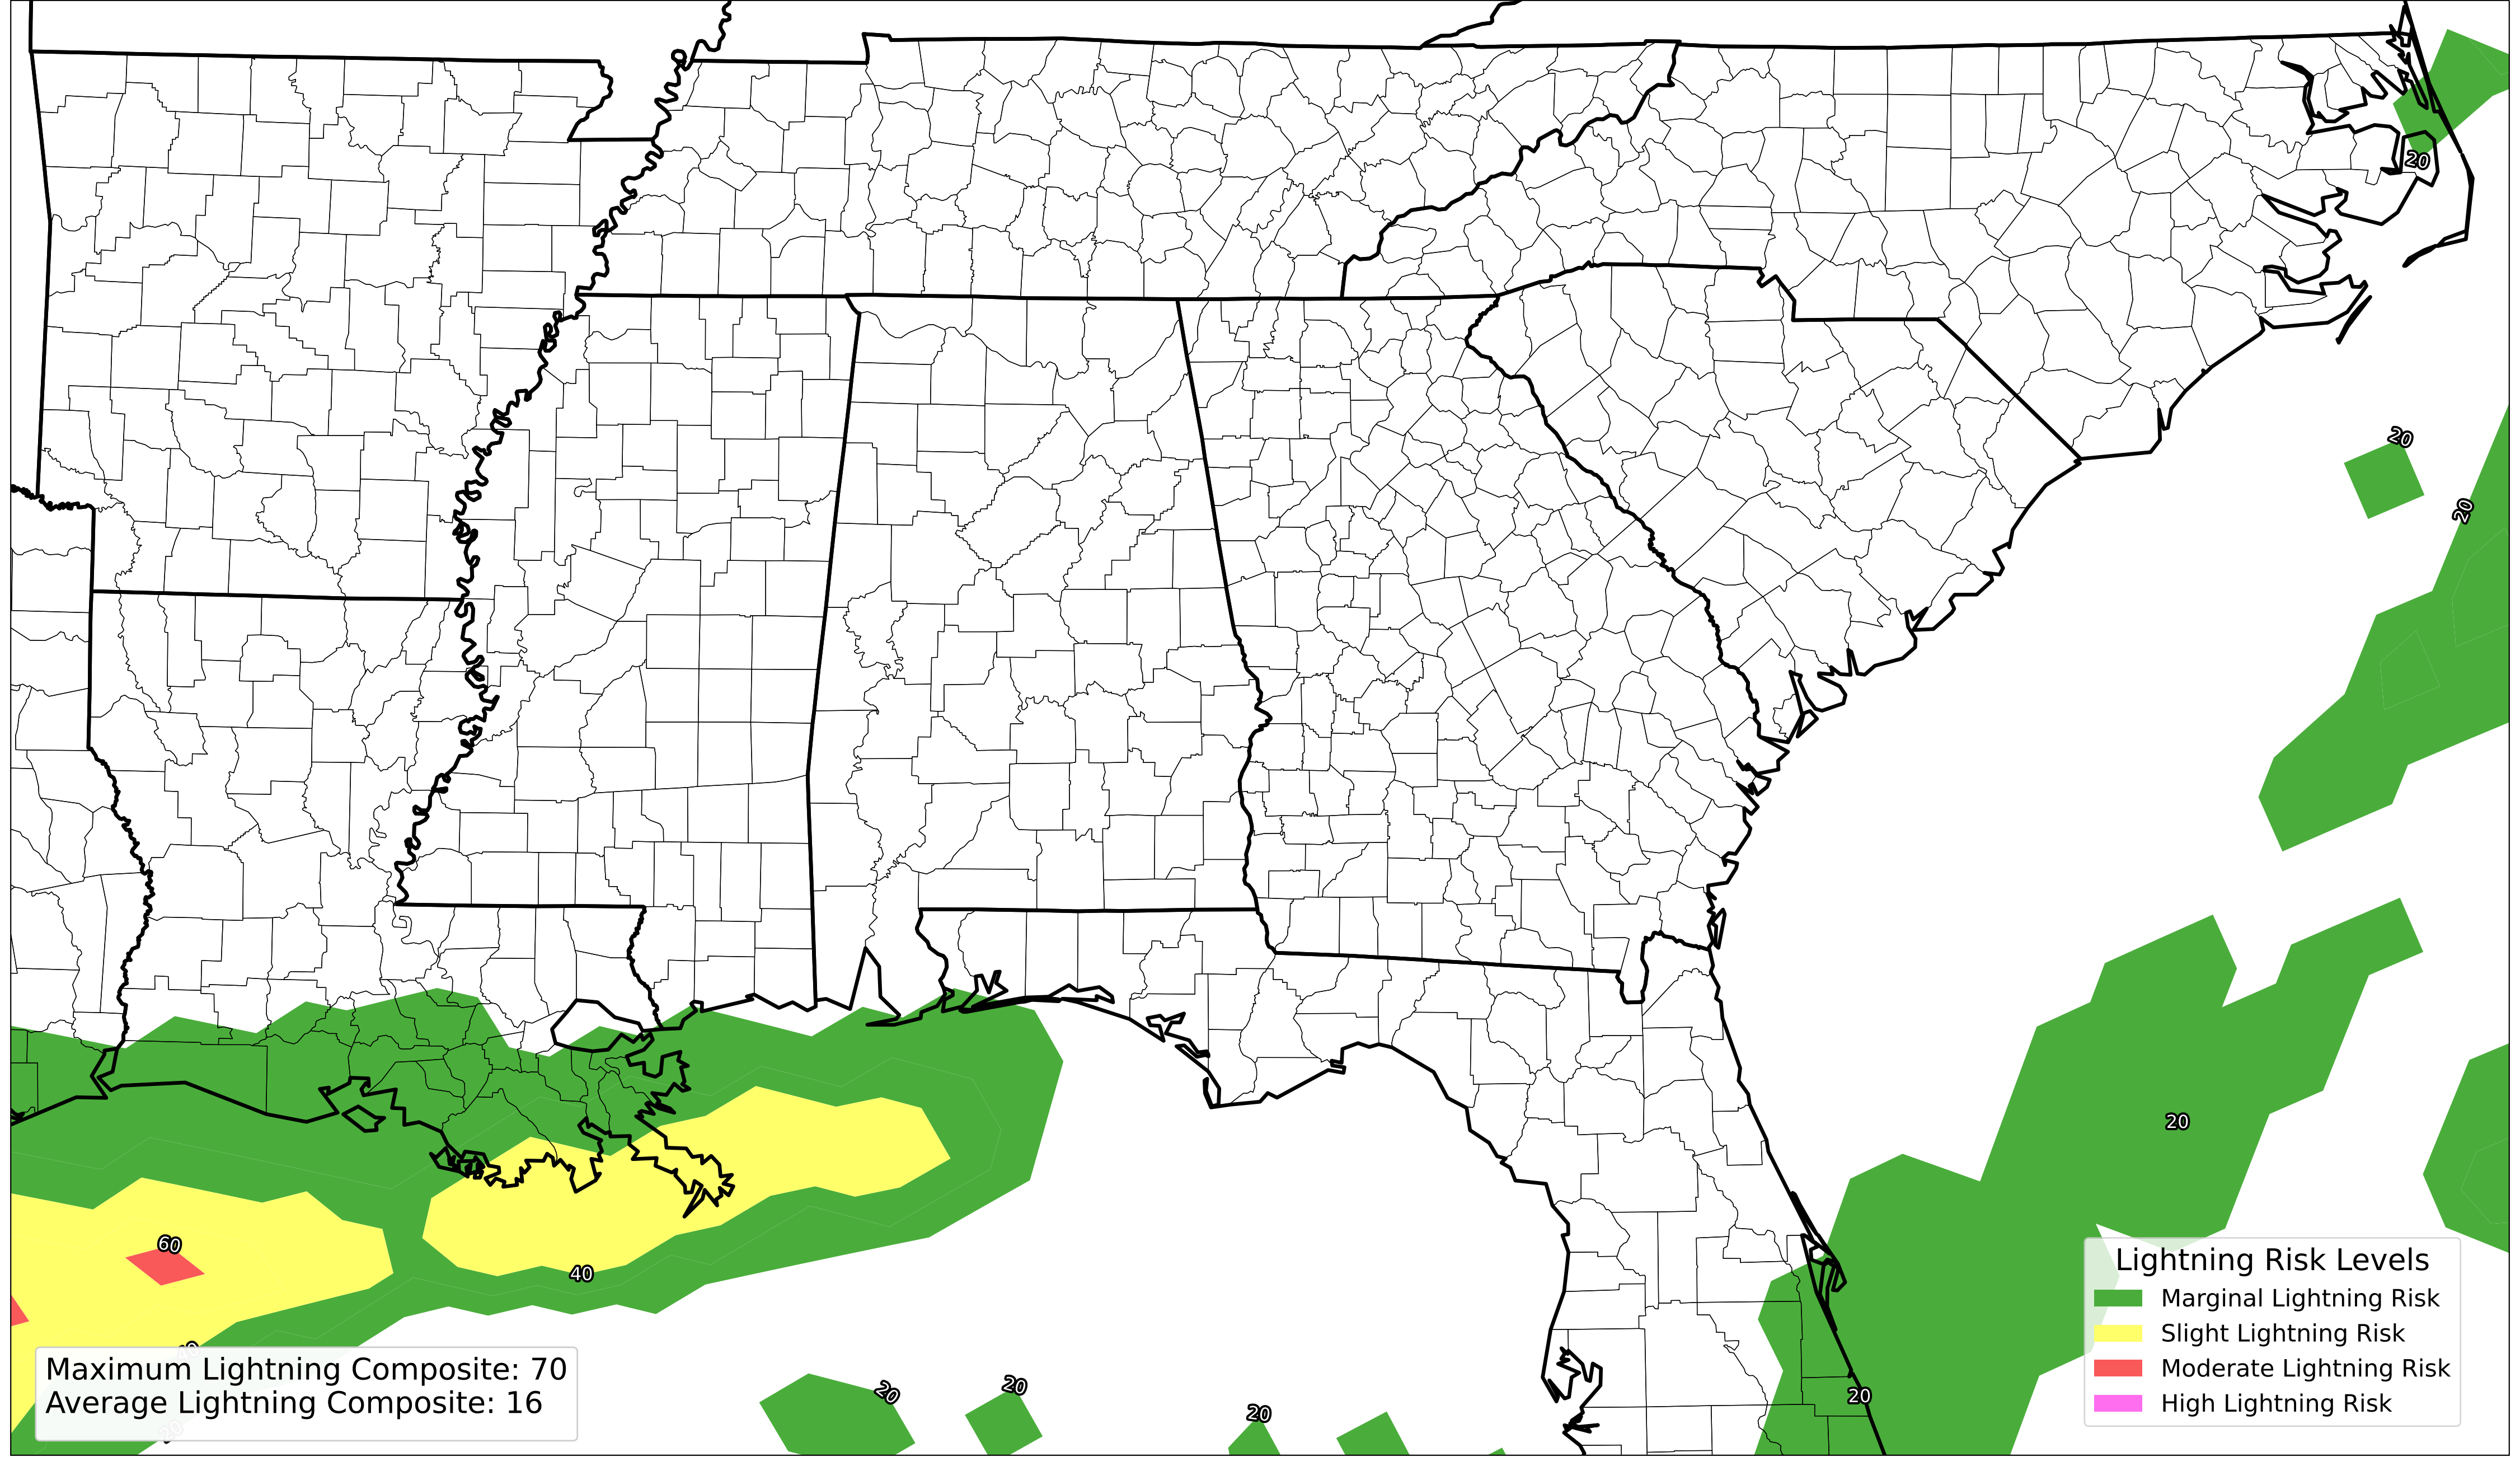 20
20
20
20
60
40
Lightning Risk Levels
Marginal Lightning Risk
Slight Lightning Risk
Moderate Lightning Risk
High Lightning Risk
Maximum Lightning Composite: 70
Average Lightning Composite: 16
20
20
20
20